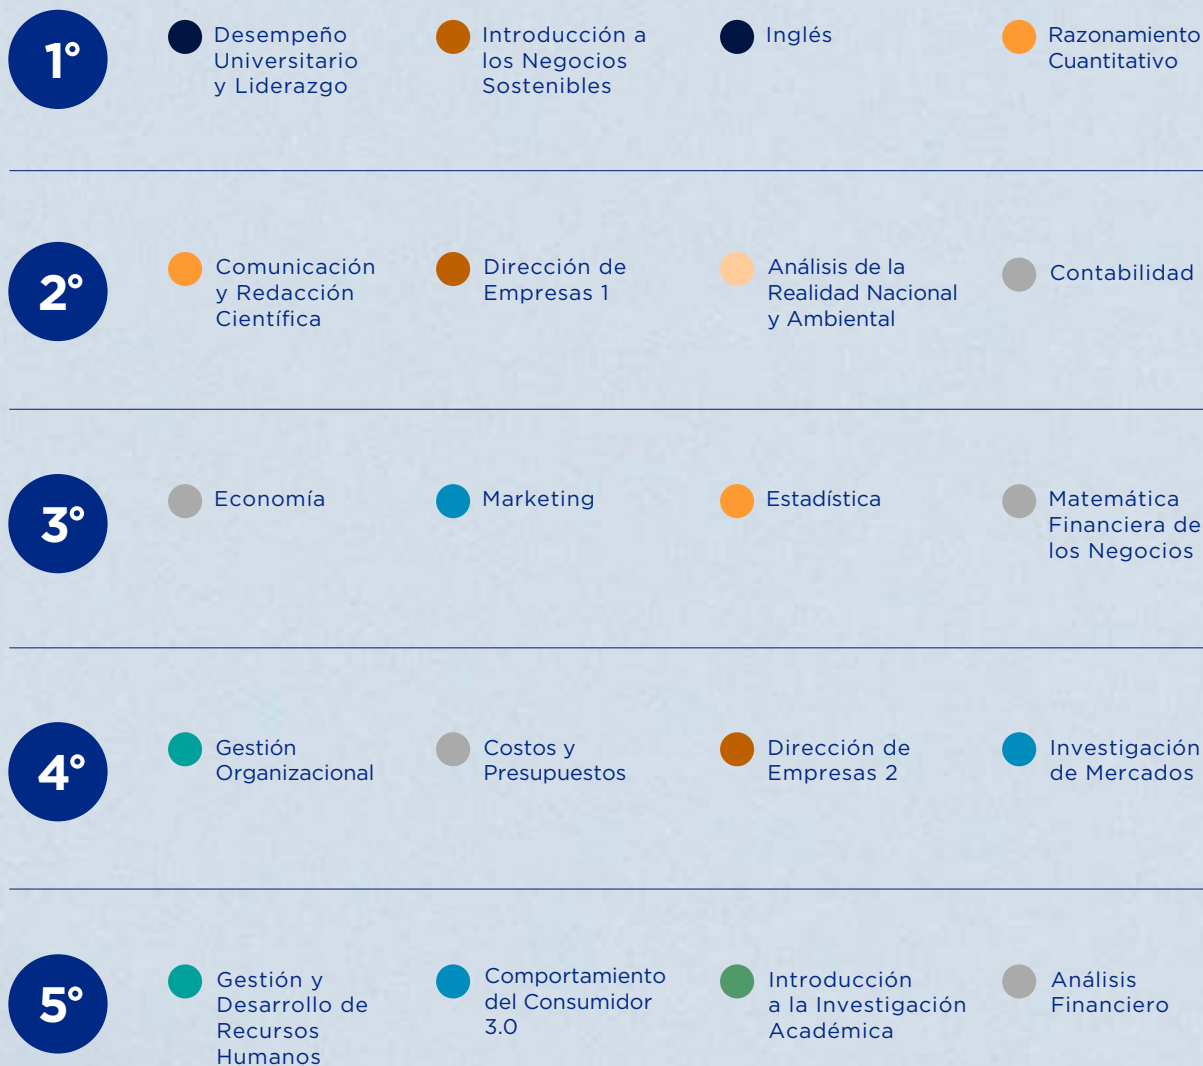 1°
Desempeño
Universitario
y Liderazgo
Introducción a
los Negocios
Sostenibles
Inglés
Razonamiento
Cuantitativo
2°
Comunicación
y Redacción
Científica
Dirección de
Empresas 1
Análisis de la
Realidad Nacional
y Ambiental
Contabilidad
3°
Economía
Marketing
Estadística
Matemática
Financiera de
los Negocios
4°
Gestión
Organizacional
Costos y
Presupuestos
Dirección de
Empresas 2
Investigación
de Mercados
5°
Gestión y
Desarrollo de
Recursos
Humanos
Comportamiento
del Consumidor
3.0
Introducción
a la Investigación
Académica
Análisis
Financiero